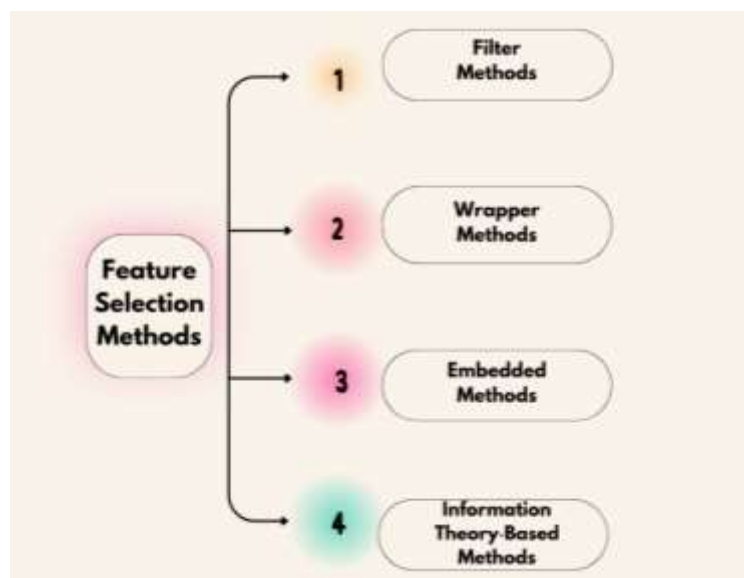 Feature
Selection
Methods
1
Filter
Methods
2
Wrapper
Methods
3
Embedded
Methods
4
Information
Theory-Based
Methods